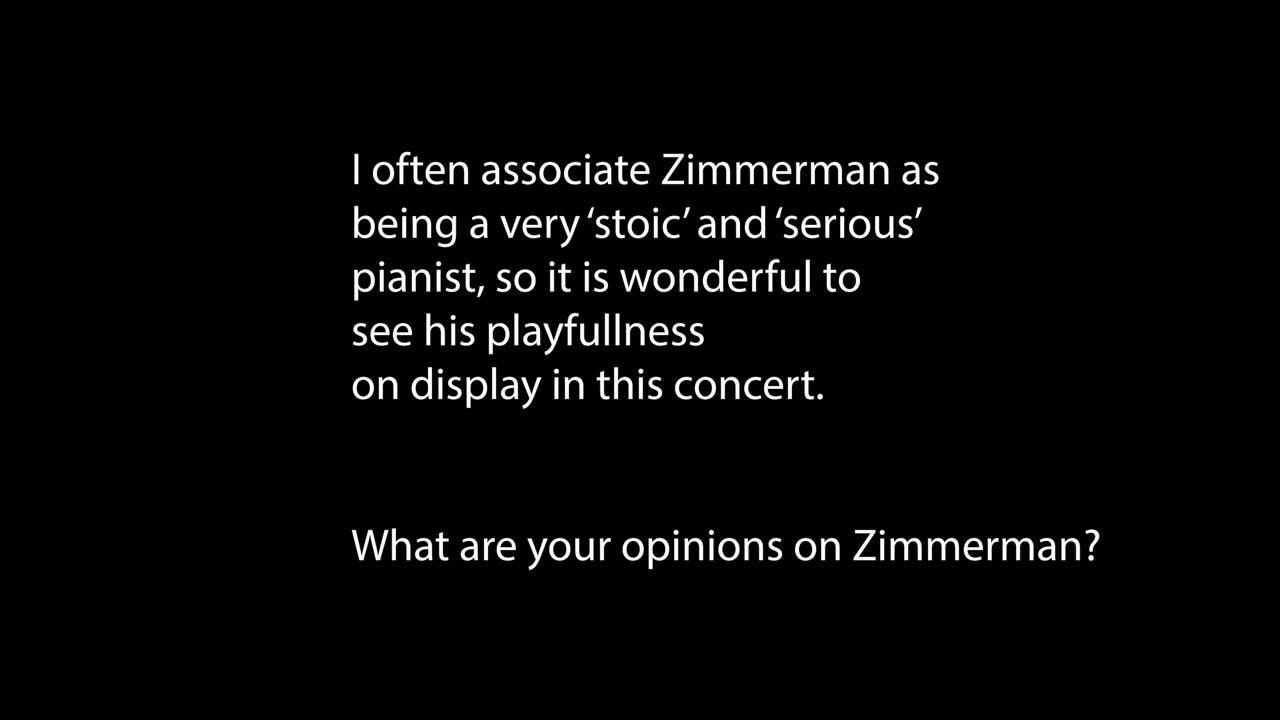 I often associate Zimmerman as
being a very ‘stoic’ and ‘serious’
pianist, so it is wonderful to
see his playfullness
on display in this concert.
What are your opinions on Zimmerman?